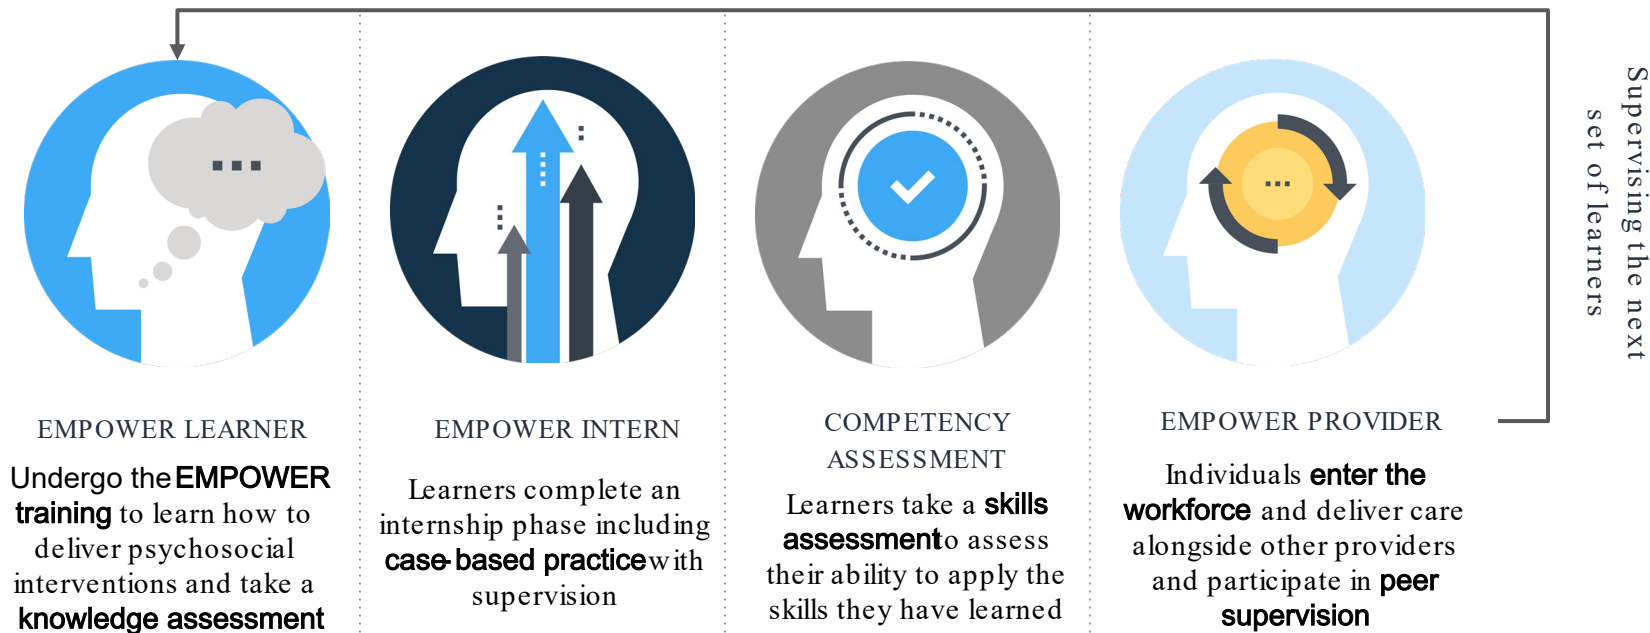 EMPOWER LEARNER
Undergo the EMPOWER
training to learn how to
deliver psychosocial
interventions and take a
knowledge assessment
EMPOWER INTERN
Learners complete an
internship phase including
case-based practice with
supervision
COMPETENCY
ASSESSMENT
Learners take a skills
assessment to assess
their ability to apply the
skills they have learned
EMPOWER PROVIDER
Individuals enter the
workforce and deliver care
alongside other providers
and participate in peer
supervision
Supervising the next
set of learners